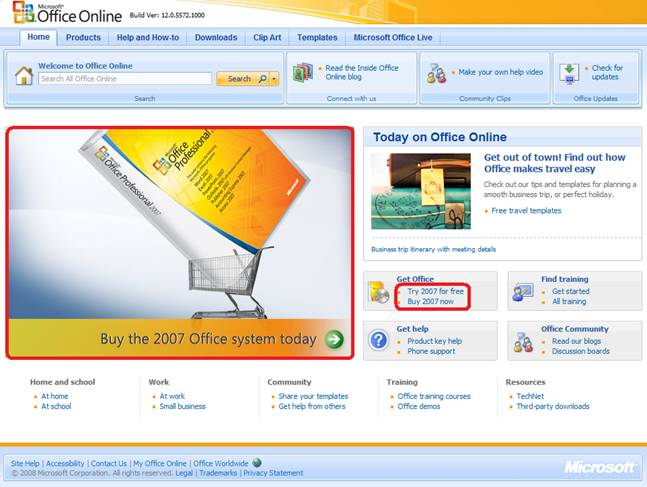 Microsoft®
Office Online
Build Ver: 12.0.5572.1000
Home
Products
Help and How-to
Downloads
Clip Art
Templates
Microsoft Office Live
Welcome to Office Online
Search All Office Online
Search
Search
Read the Inside Office
Online blog
Connect with us
Make your own help video
Community Clips
Check for
updates
Office Updates
Office Professional 2007
Microsoft®
Office
Professional 2007
Word 2007
Excel 2007
Microsoft
Buy the 2007 Office system today
Today on Office Online
Get out of town! Find out how
Office makes travel easy
Check out our tips and templates for planning a
smooth business trip, or perfect holiday.
Free travel templates
Business trip itinerary with meeting details
Get Office
Try 2007 for free
Buy 2007 now
Find training
Get started
All training
Get help
Product key help
Phone support
Office Community
Read our blogs
Discussion boards
Home and school
At home
At school
Work
At work
Small business
Community
Share your templates
Get help from others
Training
Office training courses
Office demos
Resources
TechNet
Third-party downloads
Site Help | Accessibility | Contact Us | My Office Online | Office Worldwide
© 2008 Microsoft Corporation. All rights reserved. Legal | Trademarks | Privacy Statement
Microsoft